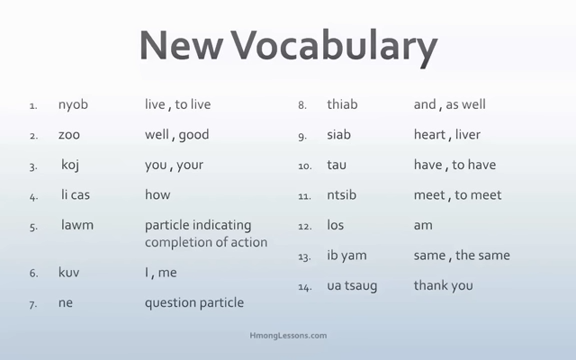 New Vocabulary
1. nyob live , to live
2. zoo well , good
3. koj you , your
4. li cas how
5. lawm particle indicating
completion of action
6. kuv I , me
7. ne question particle
8. thiab and , as well
9. siab heart , liver
10. tau have , to have
11. ntsib meet , to meet
12. los am
13. ib yam same , the same
14. ua tsaug thank you
HmongLessons.com